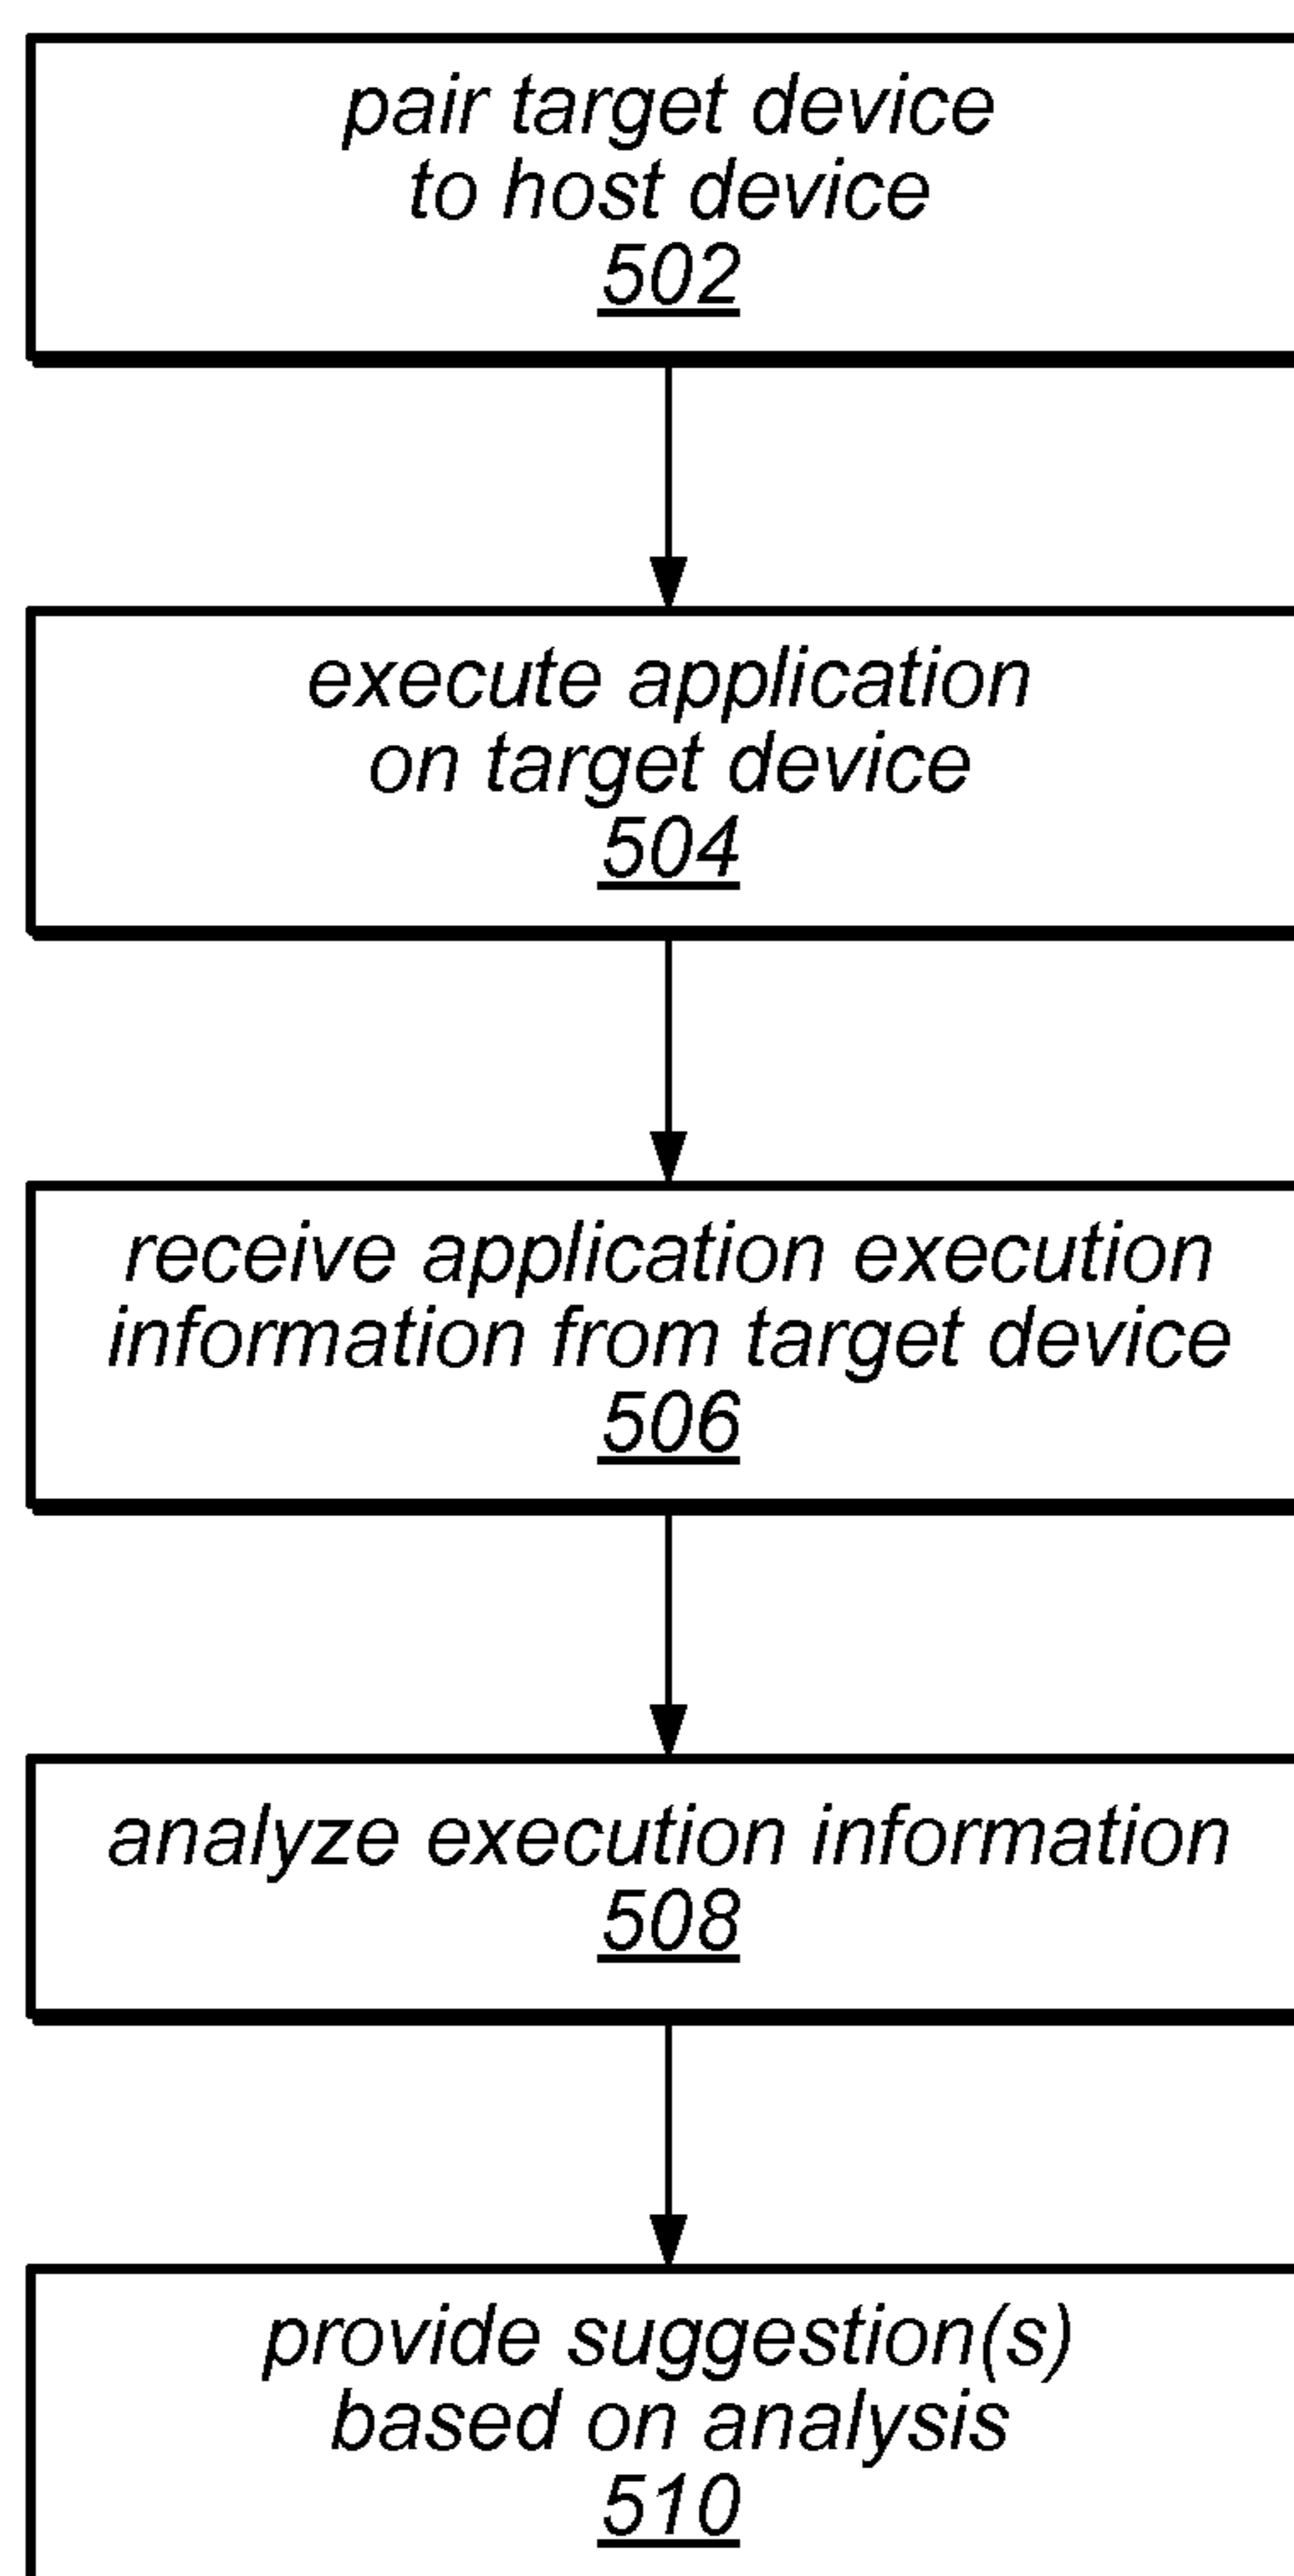 pair target device
to host device
502
execute application
on target device
504
receive application execution
information from target device
506
analyze execution information
508
provide suggestion(s)
based on analysis
510